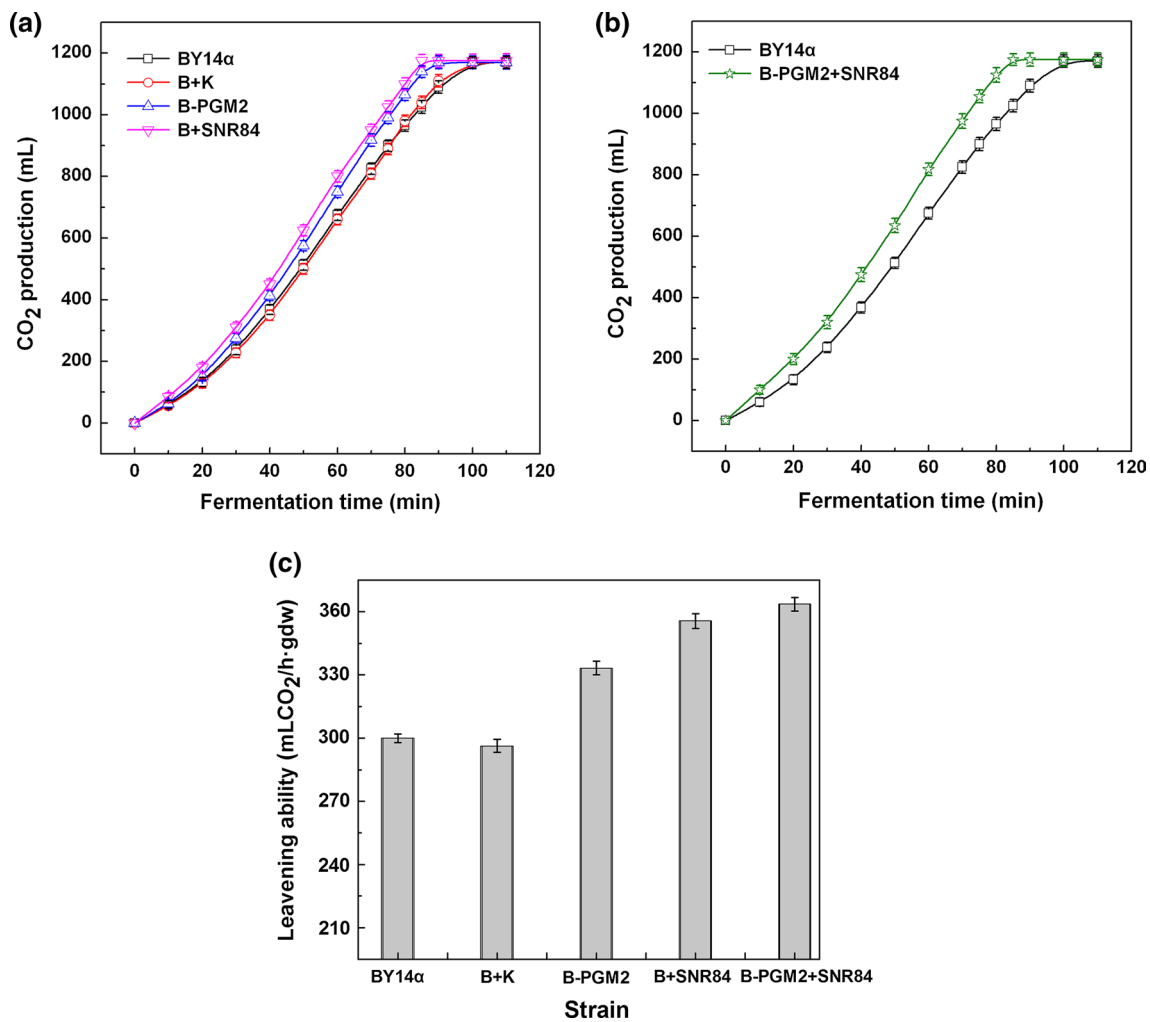 (a)
CO2 production (mL)
1200
1000
800
600
400
200
0
BY14α
B+K
B-PGM2
B+SNR84
0 20 40 60 80 100 120
Fermentation time (min)
(b)
CO2 production (mL)
1200
1000
800
600
400
200
0
BY14α
B-PGM2+SNR84
0 20 40 60 80 100 120
Fermentation time (min)
(c)
Leavening ability (mLCO2/h·gdw)
360
330
300
270
240
210
BY14α B+K B-PGM2 B+SNR84 B-PGM2+SNR84
Strain